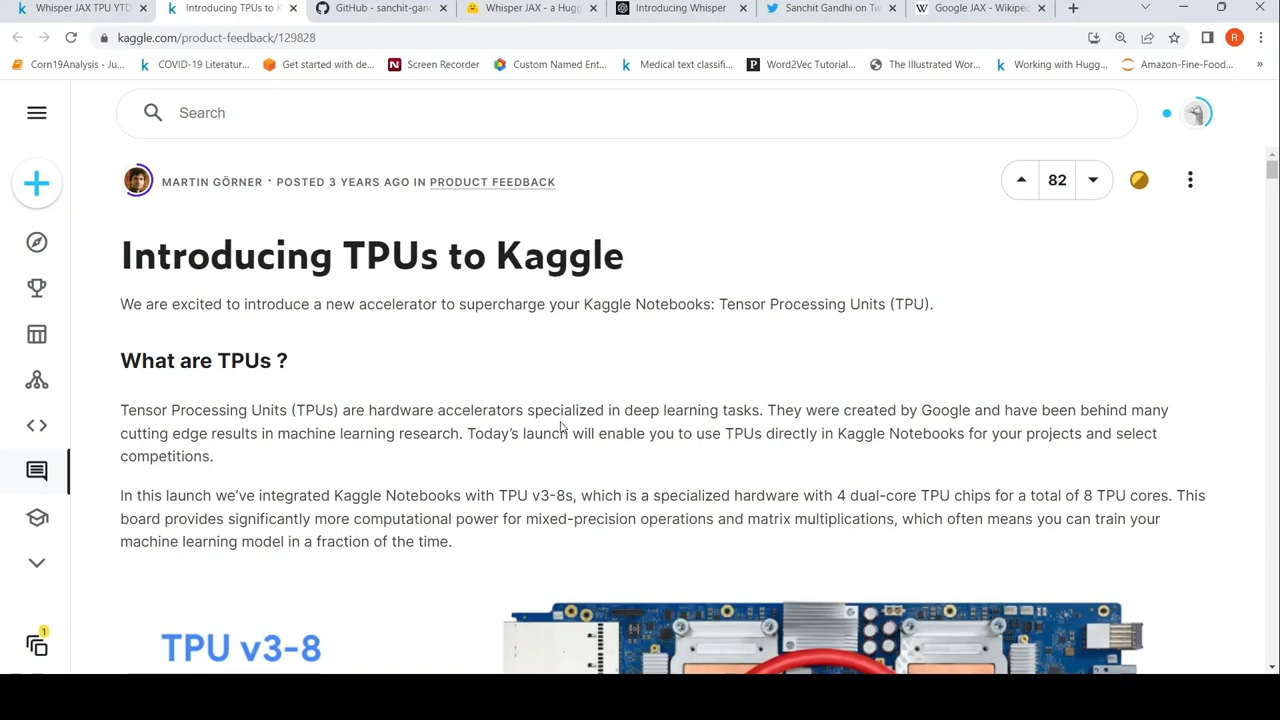 Whisper JAX TPU YTD
Introducing TPUs to K
GitHub - sanchit-gan
Whisper JAX - a Hugg
Introducing Whisper
Sanchit Gandhi on Tw
Google JAX - Wikiped
kaggle.com/product-feedback/129828
R
Corn19Analysis - Ju...
COVID-19 Literatur...
Get started with de...
Screen Recorder
Custom Named Ent...
Medical text classifi...
Word2Vec Tutorial...
The Illustrated Wor...
Working with Hugg...
Amazon-Fine-Food...
»
Search
MARTIN GÖRNER · POSTED 3 YEARS AGO IN PRODUCT FEEDBACK
82
Introducing TPUs to Kaggle
We are excited to introduce a new accelerator to supercharge your Kaggle Notebooks: Tensor Processing Units (TPU).
What are TPUs ?
Tensor Processing Units (TPUs) are hardware accelerators specialized in deep learning tasks. They were created by Google and have been behind many
cutting edge results in machine learning research. Today's launch will enable you to use TPUs directly in Kaggle Notebooks for your projects and select
competitions.
In this launch we've integrated Kaggle Notebooks with TPU v3-8s, which is a specialized hardware with 4 dual-core TPU chips for a total of 8 TPU cores. This
board provides significantly more computational power for mixed-precision operations and matrix multiplications, which often means you can train your
machine learning model in a fraction of the time.
1
TPU v3-8